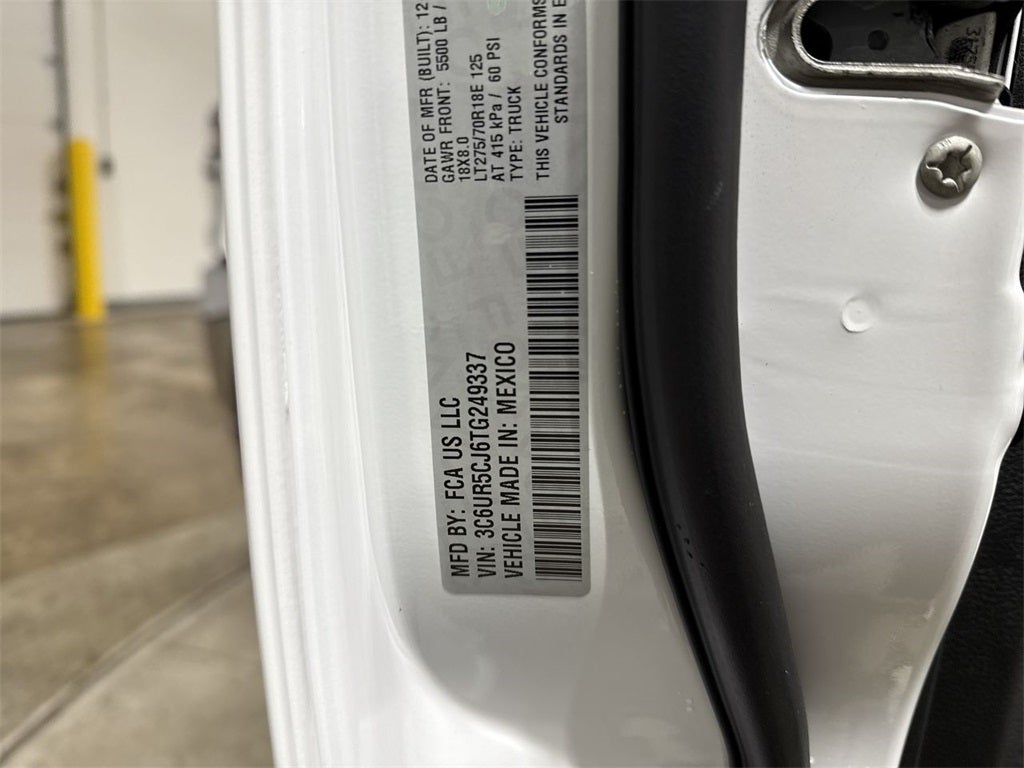 MFD BY: FCA US LLC
DATE OF MFR (BUILT): 12
VIN: 3C6UR5CJ6TG249337
GAWR FRONT: 5500 LB /
18X8.0
LT275/70R18E 125
AT 415 kPa / 60 PSI
VEHICLE MADE IN: MEXICO
TYPE: TRUCK
THIS VEHICLE CONFORMS
STANDARDS IN E